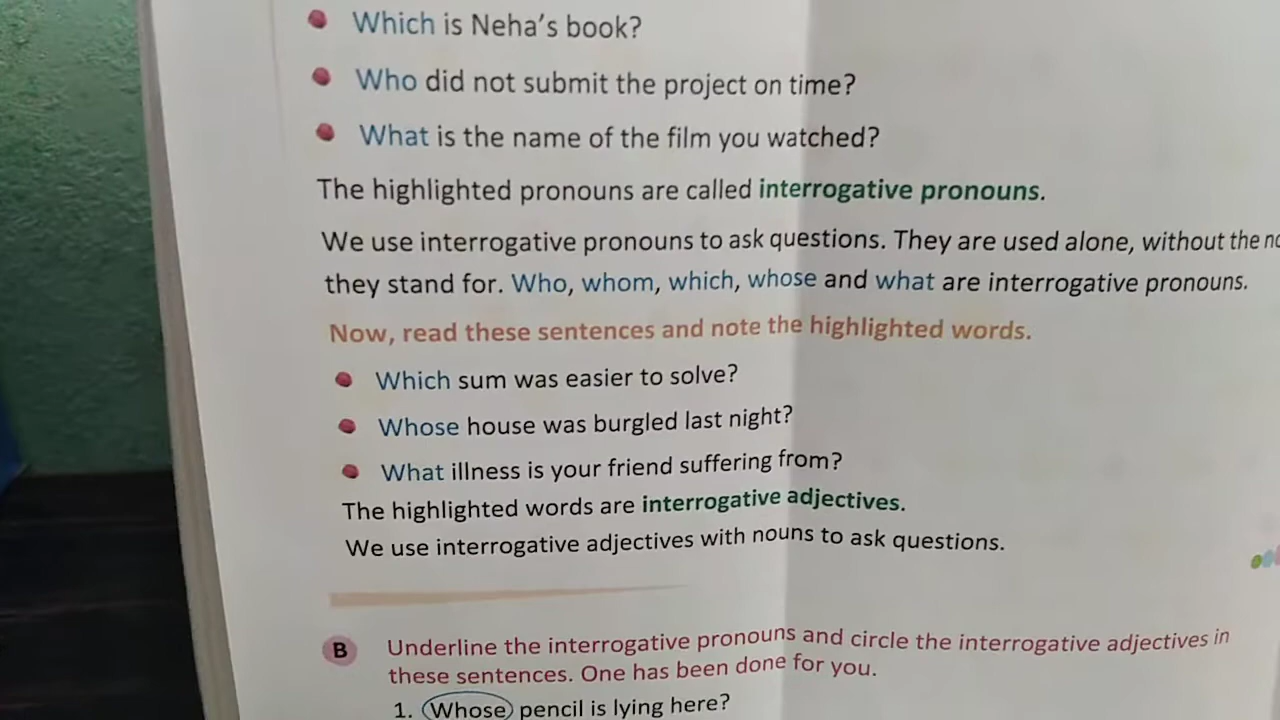 Which is Neha's book?
Who did not submit the project on time?
What is the name of the film you watched?
The highlighted pronouns are called interrogative pronouns.
We use interrogative pronouns to ask questions. They are used alone, without the
they stand for. Who, whom, which, whose and what are interrogative pronouns.
Now, read these sentences and note the highlighted words.
Which sum was easier to solve?
Whose house was burgled last night?
What illness is your friend suffering from?
The highlighted words are interrogative adjectives.
We use interrogative adjectives with nouns to ask questions.
B Underline the interrogative pronouns and circle the interrogative adjectives in
these sentences. One has been done for you.
1. Whose pencil is lying here?